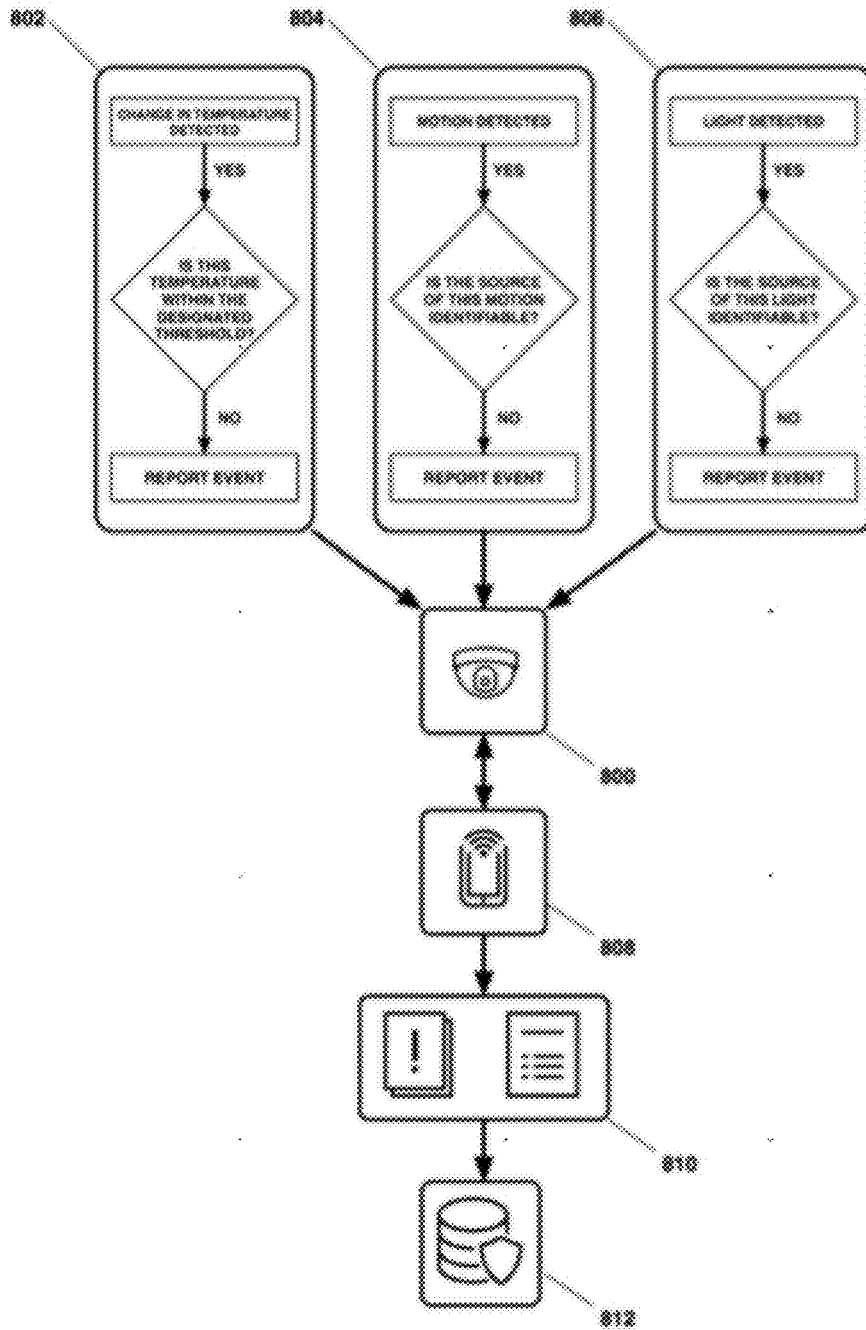 802
804
806
CHANGE IN TEMPERATURE
DETECTED
YES
IS THIS
TEMPERATURE
WITHIN THE
DESIGNATED
THRESHOLD?
NO
REPORT EVENT
MOTION DETECTED
YES
IS THE SOURCE
OF THIS MOTION
IDENTIFIABLE?
NO
REPORT EVENT
LIGHT DETECTED
YES
IS THE SOURCE
OF THIS LIGHT
IDENTIFIABLE?
NO
REPORT EVENT
800
808
!
810
812